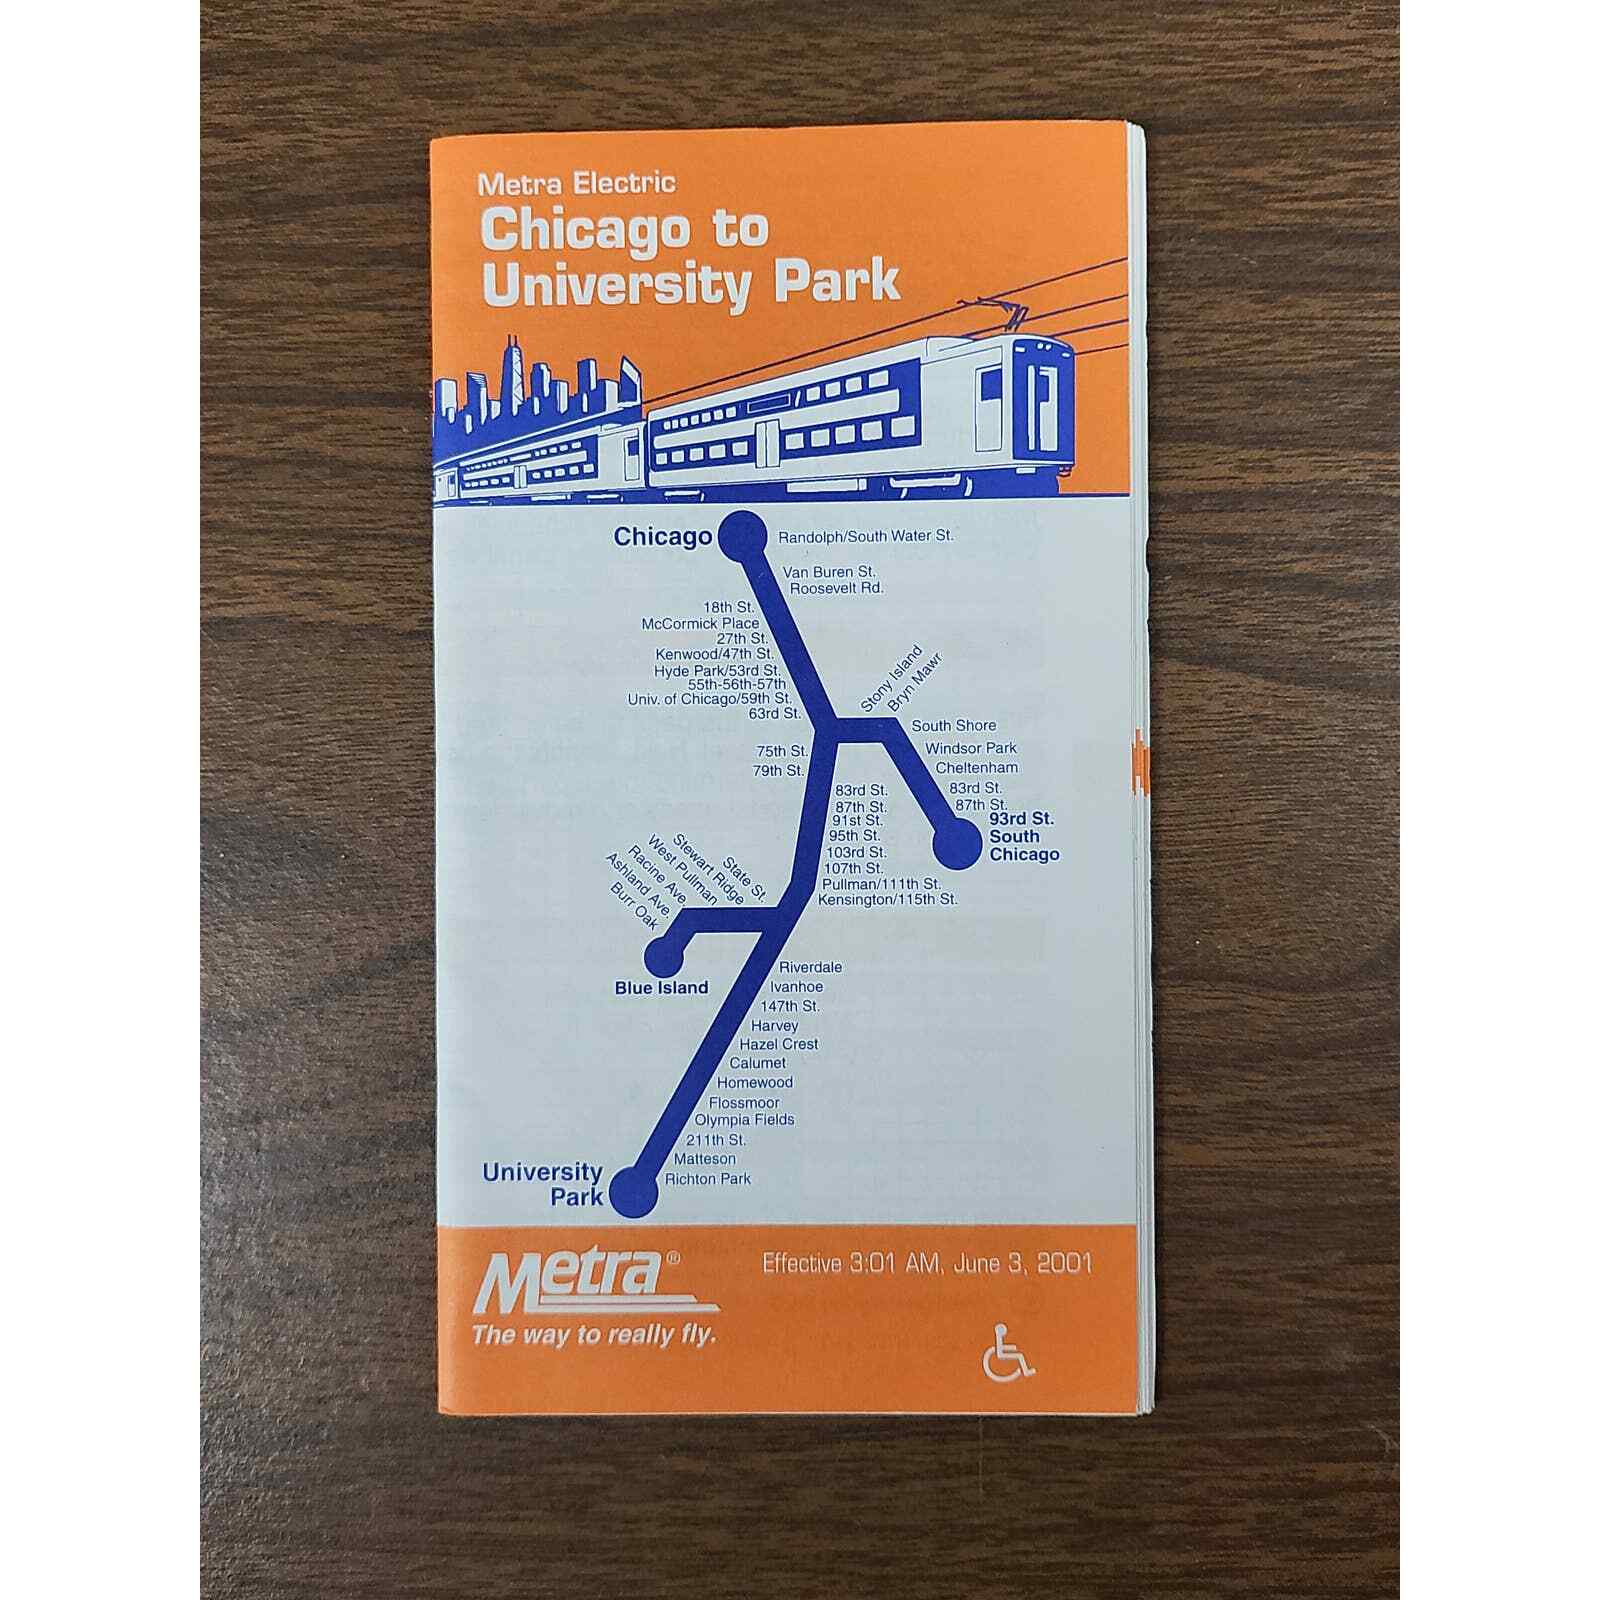 Metra Electric
Chicago to
University Park
Chicago
Randolph/South Water St.
Van Buren St.
Roosevelt Rd.
18th St.
McCormick Place
27th St.
Kenwood/47th St.
Hyde Park/53rd St.
55th-56th-57th
Univ. of Chicago/59th St.
63rd St.
Stony Island
Bryn Mawr
South Shore
Windsor Park
Cheltenham
83rd St.
87th St.
93rd St.
South
Chicago
75th St.
79th St.
83rd St.
87th St.
91st St.
95th St.
103rd St.
107th St.
Pullman/111th St.
Kensington/115th St.
State St.
Stewart Ridge
West Pullman
Racine Ave.
Ashland Ave.
Burr Oak
Blue Island
Riverdale
Ivanhoe
147th St.
Harvey
Hazel Crest
Calumet
Homewood
Flossmoor
Olympia Fields
211th St.
Matteson
Richton Park
University
Park
Metra®
The way to really fly.
Effective 3:01 AM, June 3, 2001